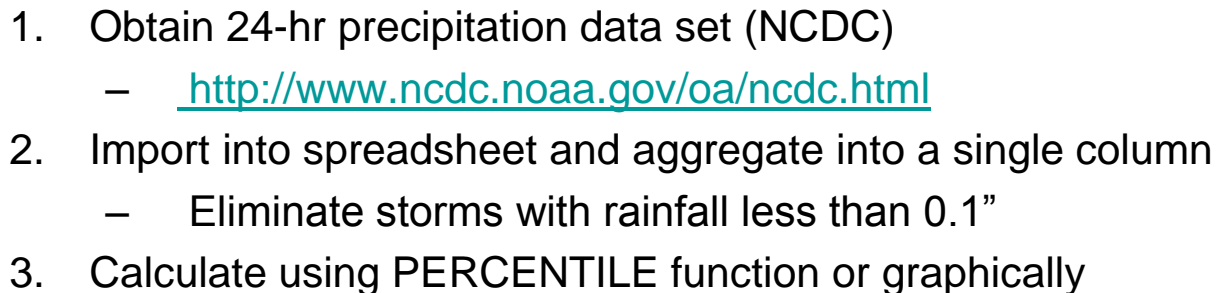 1. Obtain 24-hr precipitation data set (NCDC)
– http://www.ncdc.noaa.gov/oa/ncdc.html
2. Import into spreadsheet and aggregate into a single column
– Eliminate storms with rainfall less than 0.1”
3. Calculate using PERCENTILE function or graphically